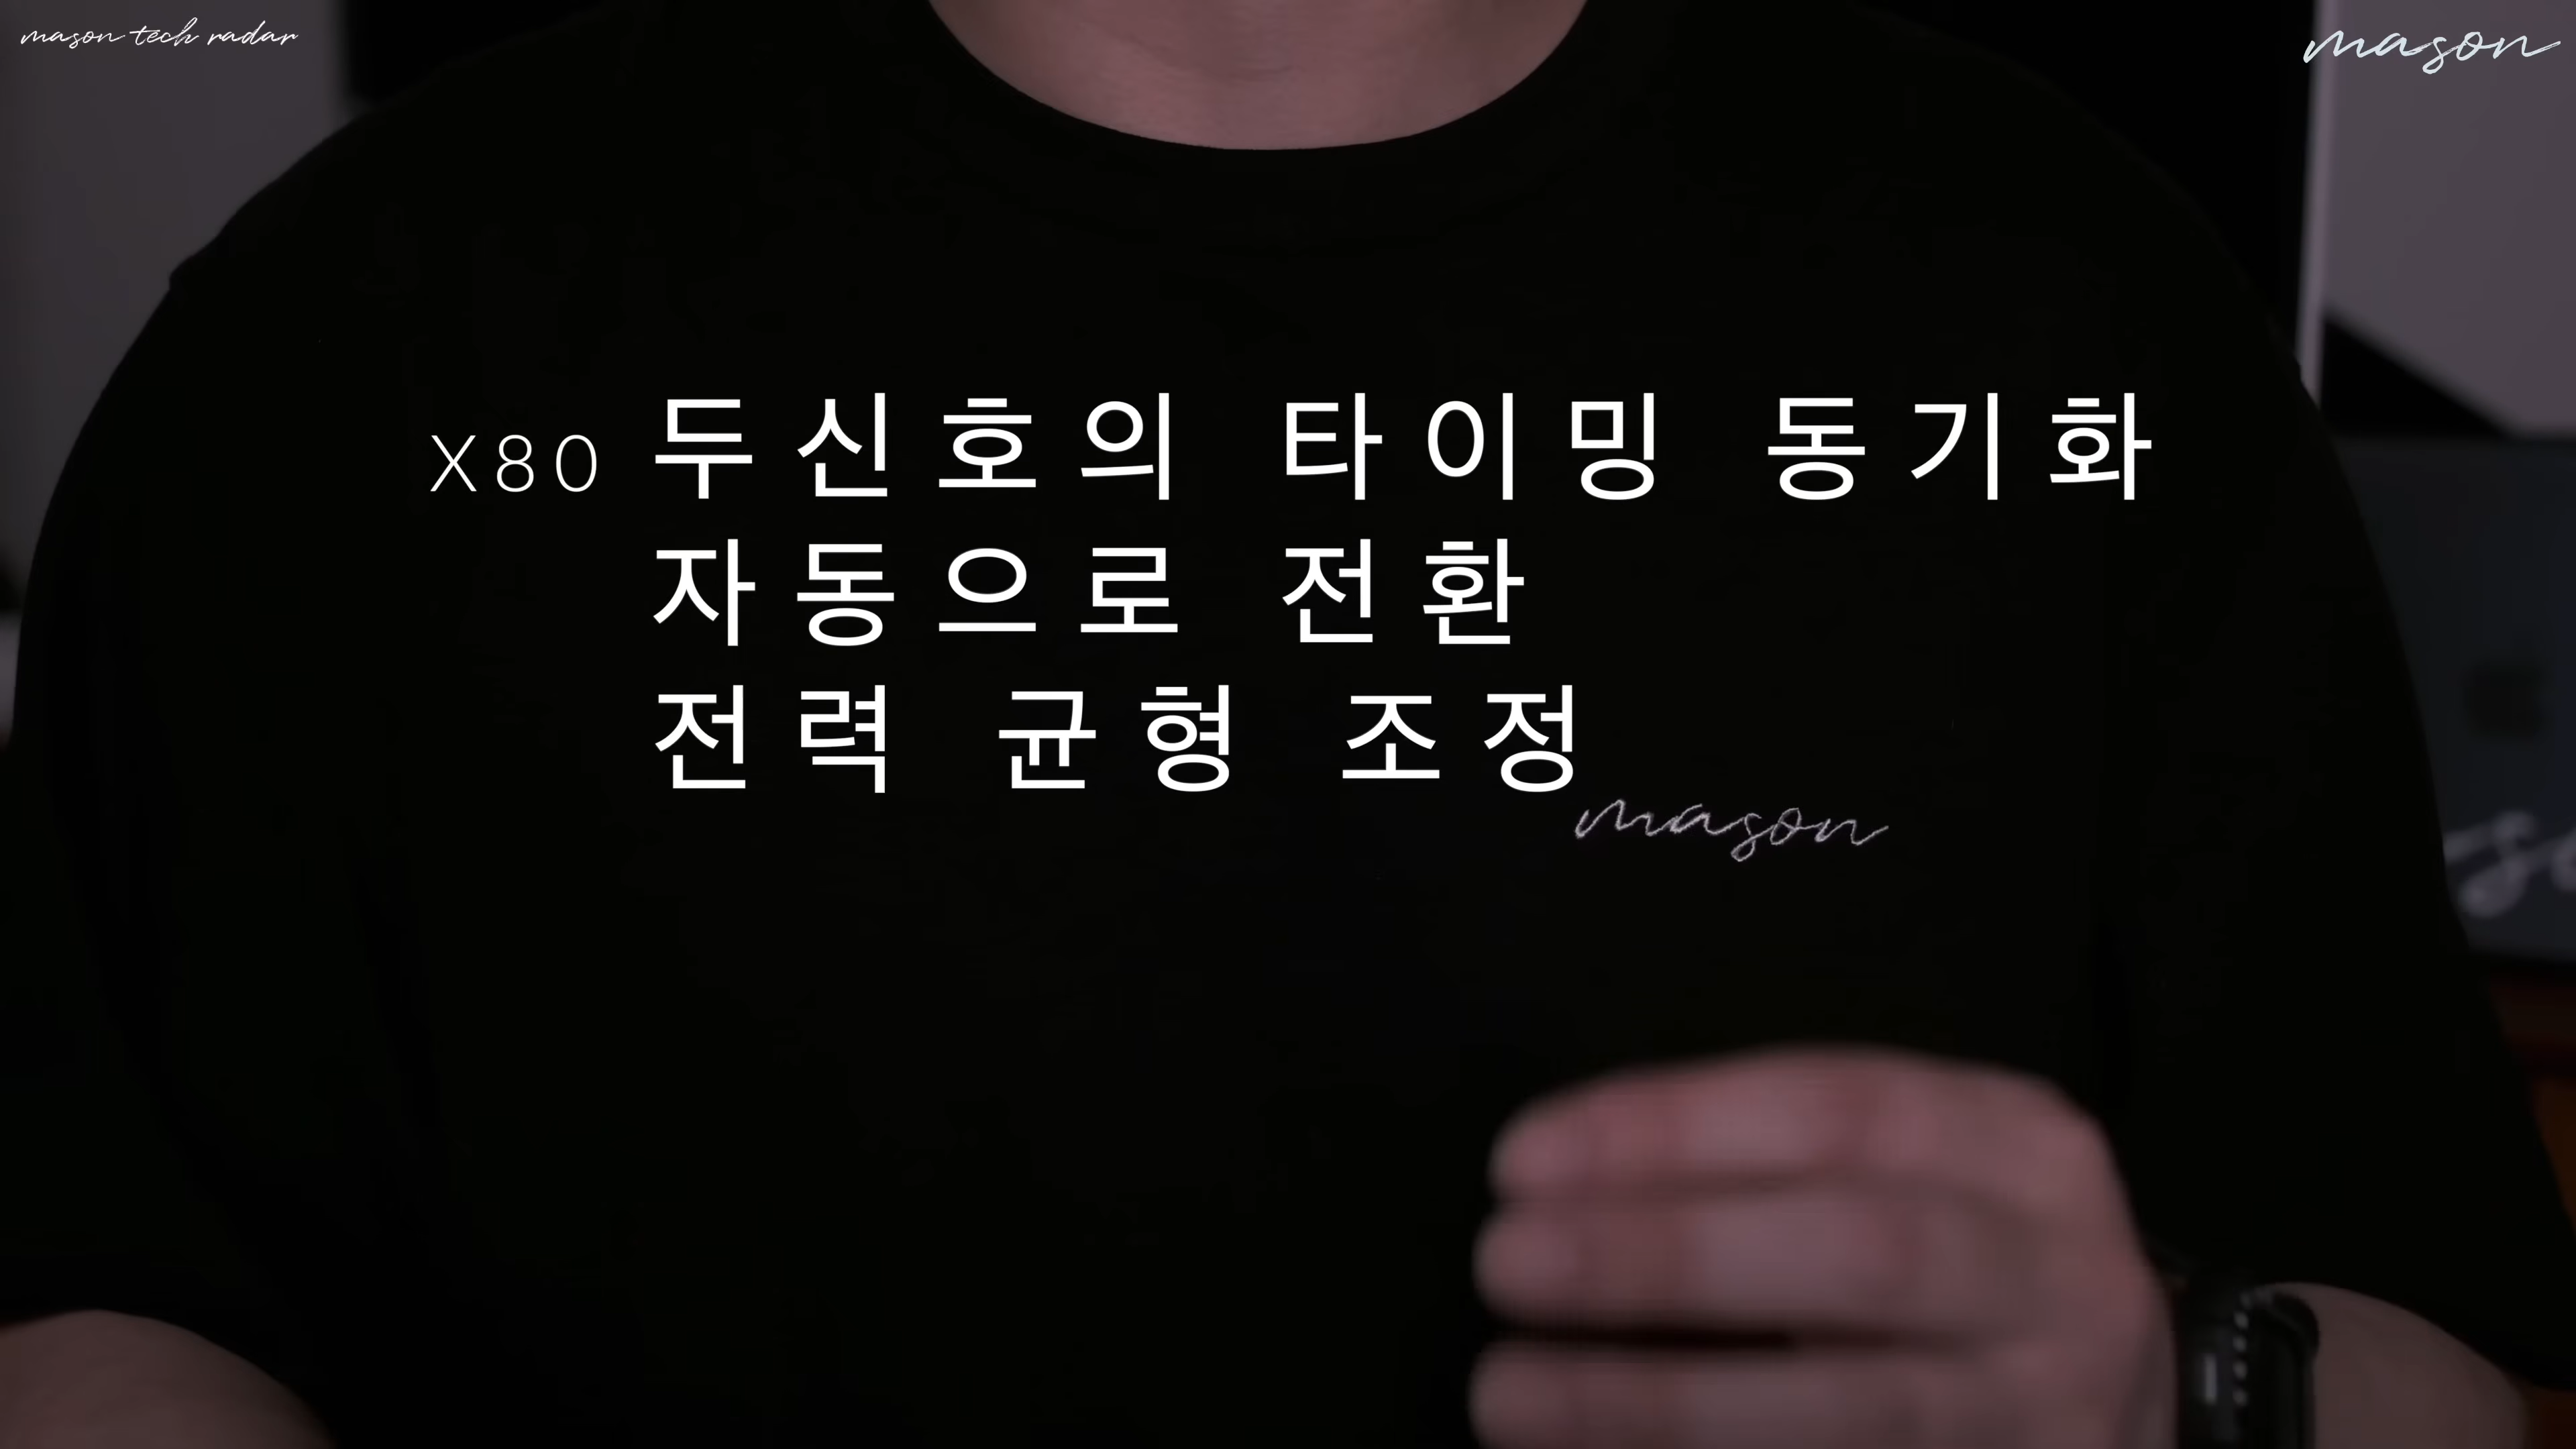 mason tech radar
mason
X80 두신호의 타이밍 동기화
자동으로 전환
전력 균형 조정
mason